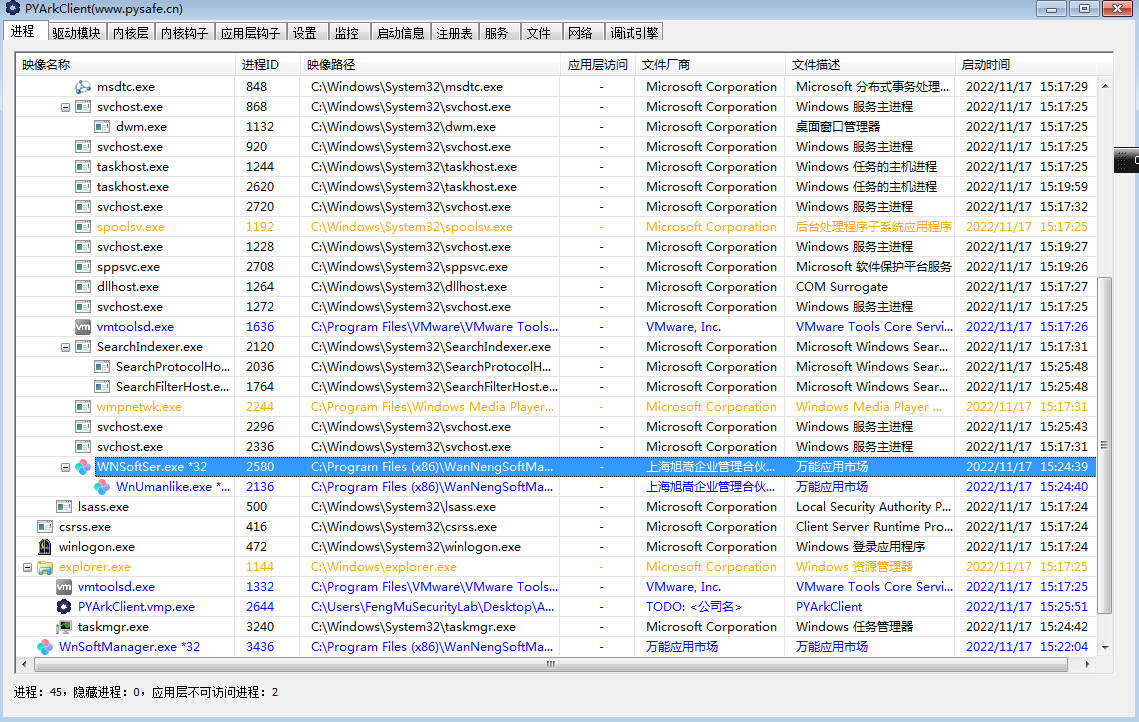 PYArkClient(www.pysafe.cn)
进程 驱动模块 内核层 内核钩子 应用层钩子 设置 监控 启动信息 注册表 服务 文件 网络 调试引擎
映像名称 进程ID 映像路径 应用层访问 文件厂商 文件描述 启动时间
msdtc.exe 848 C:\Windows\System32\msdtc.exe - Microsoft Corporation Microsoft 分布式事务处理... 2022/11/17 15:17:29
svchost.exe 868 C:\Windows\System32\svchost.exe - Microsoft Corporation Windows 服务主进程 2022/11/17 15:17:25
dwm.exe 1132 C:\Windows\System32\dwm.exe - Microsoft Corporation 桌面窗口管理器 2022/11/17 15:17:25
svchost.exe 920 C:\Windows\System32\svchost.exe - Microsoft Corporation Windows 服务主进程 2022/11/17 15:17:25
taskhost.exe 1244 C:\Windows\System32\taskhost.exe - Microsoft Corporation Windows 任务的主机进程 2022/11/17 15:17:25
taskhost.exe 2620 C:\Windows\System32\taskhost.exe - Microsoft Corporation Windows 任务的主机进程 2022/11/17 15:19:59
svchost.exe 2720 C:\Windows\System32\svchost.exe - Microsoft Corporation Windows 服务主进程 2022/11/17 15:17:32
spoolsv.exe 1192 C:\Windows\System32\spoolsv.exe - Microsoft Corporation 后台处理程序子系统应用程序 2022/11/17 15:17:25
svchost.exe 1228 C:\Windows\System32\svchost.exe - Microsoft Corporation Windows 服务主进程 2022/11/17 15:19:27
sppsvc.exe 2708 C:\Windows\System32\sppsvc.exe - Microsoft Corporation Microsoft 软件保护平台服务 2022/11/17 15:19:26
dllhost.exe 1264 C:\Windows\System32\dllhost.exe - Microsoft Corporation COM Surrogate 2022/11/17 15:17:27
svchost.exe 1272 C:\Windows\System32\svchost.exe - Microsoft Corporation Windows 服务主进程 2022/11/17 15:17:25
vmtoolsd.exe 1636 C:\Program Files\VMware\VMware Tools... - VMware, Inc. VMware Tools Core Servi... 2022/11/17 15:17:26
SearchIndexer.exe 2120 C:\Windows\System32\SearchIndexer.exe - Microsoft Corporation Microsoft Windows Sear... 2022/11/17 15:17:31
SearchProtocolHo... 2036 C:\Windows\System32\SearchProtocolH... - Microsoft Corporation Microsoft Windows Sear... 2022/11/17 15:25:48
SearchFilterHost.e... 1764 C:\Windows\System32\SearchFilterHost.e... - Microsoft Corporation Microsoft Windows Sear... 2022/11/17 15:25:48
wmpnetwk.exe 2244 C:\Program Files\Windows Media Player... - Microsoft Corporation Windows Media Player ... 2022/11/17 15:17:31
svchost.exe 2296 C:\Windows\System32\svchost.exe - Microsoft Corporation Windows 服务主进程 2022/11/17 15:25:43
svchost.exe 2336 C:\Windows\System32\svchost.exe - Microsoft Corporation Windows 服务主进程 2022/11/17 15:17:31
WNSoftSer.exe *32 2580 C:\Program Files (x86)\WanNengSoftMa... - 上海旭嵩企业管理合伙... 万能应用市场 2022/11/17 15:24:39
WnUmanlike.exe *... 2136 C:\Program Files (x86)\WanNengSoftMa... - 上海旭嵩企业管理合伙... 万能应用市场 2022/11/17 15:24:40
lsass.exe 500 C:\Windows\System32\lsass.exe - Microsoft Corporation Local Security Authority P... 2022/11/17 15:17:24
csrss.exe 416 C:\Windows\System32\csrss.exe - Microsoft Corporation Client Server Runtime Pro... 2022/11/17 15:17:24
winlogon.exe 472 C:\Windows\System32\winlogon.exe - Microsoft Corporation Windows 登录应用程序 2022/11/17 15:17:24
explorer.exe 1144 C:\Windows\explorer.exe - Microsoft Corporation Windows 资源管理器 2022/11/17 15:17:25
vmtoolsd.exe 1332 C:\Program Files\VMware\VMware Tools... - VMware, Inc. VMware Tools Core Servi... 2022/11/17 15:17:25
PYArkClient.vmp.exe 2644 C:\Users\FengMuSecurityLab\Desktop\A... - TODO: <公司名> PYArkClient 2022/11/17 15:25:51
taskmgr.exe 3240 C:\Windows\System32\taskmgr.exe - Microsoft Corporation Windows 任务管理器 2022/11/17 15:24:42
WnSoftManager.exe *32 3436 C:\Program Files (x86)\WanNengSoftMa... - 万能应用市场 万能应用市场 2022/11/17 15:22:04
进程：45，隐藏进程：0，应用层不可访问进程：2